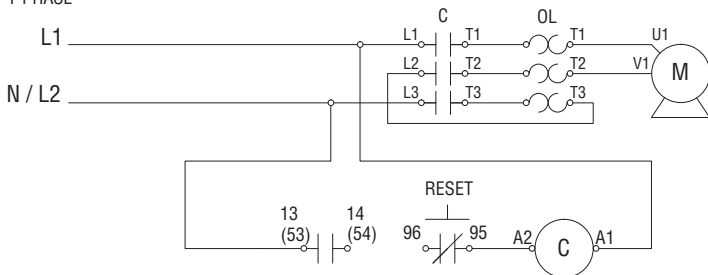 1 PHASE
C OL
L1 L1 T1 T1 U1
L2 T2 T2 V1 M
N / L2 L3 T3 T3
RESET
13 14
(53) (54) 96 95 A2 C A1